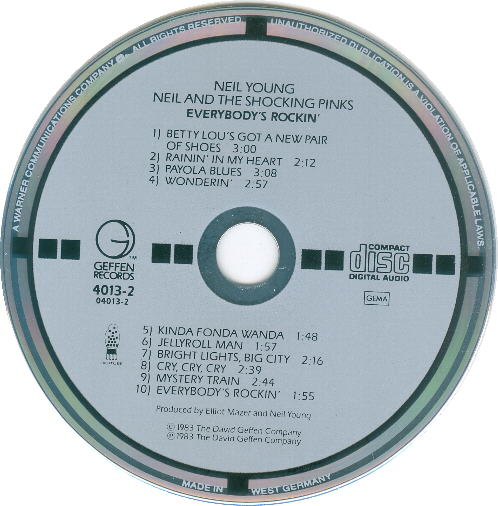 A WARNER COMMUNICATIONS COMPANY ℗. ALL RIGHTS RESERVED. UNAUTHORIZED DUPLICATION IS A VIOLATION OF APPLICABLE LAWS.
NEIL YOUNG
NEIL AND THE SHOCKING PINKS
EVERYBODY'S ROCKIN'
1) BETTY LOU'S GOT A NEW PAIR
OF SHOES 3:00
2) RAININ' IN MY HEART 2:12
3) PAYOLA BLUES 3:08
4) WONDERIN' 2:57
GEFFEN
RECORDS
TM
4013-2
04013-2
COMPACT
disc
DIGITAL AUDIO
GEMA
5) KINDA FONDA WANDA 1:48
6) JELLYROLL MAN 1:57
7) BRIGHT LIGHTS, BIG CITY 2:16
8) CRY, CRY, CRY 2:39
9) MYSTERY TRAIN 2:44
10) EVERYBODY'S ROCKIN' 1:55
Produced by Elliot Mazer and Neil Young
© 1983 The David Geffen Company
℗ 1983 The David Geffen Company
MADE IN WEST GERMANY